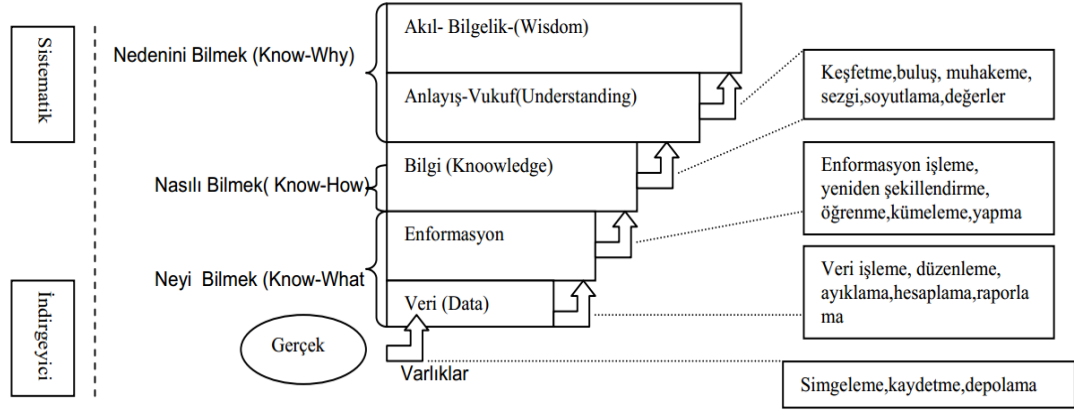 Sistematik
Nedenini Bilmek (Know-Why)
Akıl- Bilgelik-(Wisdom)
Anlayış-Vukuf(Understanding)
Keşfetme,buluş, muhakeme,
sezgi,soyutlama,değerler
Nasılı Bilmek( Know-How)
Bilgi (Knoowledge)
Enformasyon işleme,
yeniden şekillendirme,
öğrenme,kümeleme,yapma
Neyi Bilmek (Know-What
Enformasyon
Veri (Data)
Veri işleme, düzenleme,
ayıklama,hesaplama,raporla
ma
İndirgeyici
Gerçek
Varlıklar
Simgeleme,kaydetme,depolama